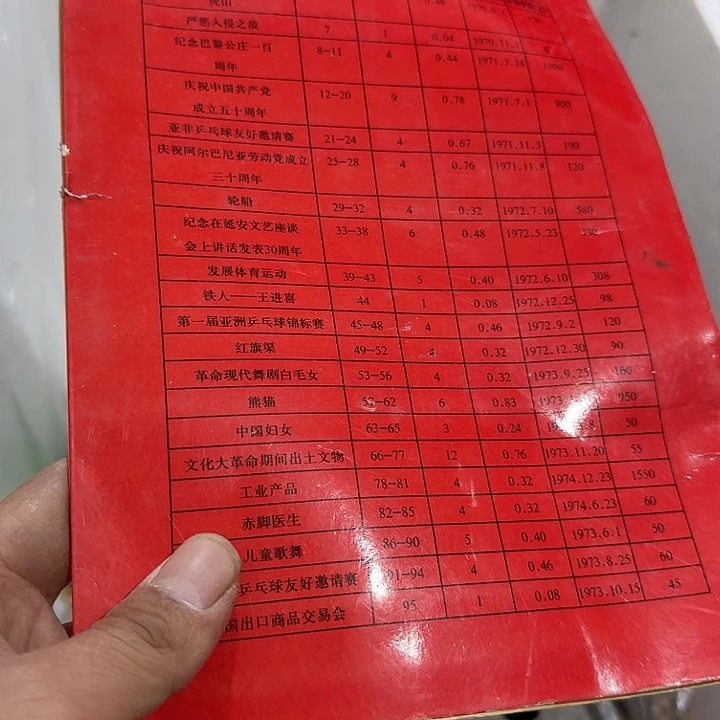 虎山 0.48
严惩入侵之敌 7 1 0.04 1970.11.1
纪念巴黎公庄一百 8-11 4 0.44 1971.3.18
周年
庆祝中国共产党 12-20 9 0.78 1971.7.1 900
成立五十周年
亚非乒乓球友好邀请赛 21-24 4 0.67 1971.11.3 190
庆祝阿尔巴尼亚劳动党成立 25-28 4 0.76 1971.11.8 120
三十周年
轮船 29-32 4 0.32 1972.7.10 580
纪念在延安文艺座谈 33-38 6 0.48 1972.5.23
会上讲话发表30周年
发展体育运动 39-43 5 0.40 1972.6.10 308
铁人——王进喜 44 1 0.08 1972.12.25 98
第一届亚洲乒乓球锦标赛 45-48 4 0.46 1972.9.2 120
红旗渠 49-52 4 0.32 1972.12.30 90
革命现代舞剧白毛女 53-56 4 0.32 1973.9.25 160
熊猫 57-62 6 0.83 950
中国妇女 63-65 3 0.24 50
文化大革命期间出土文物 66-77 12 0.76 1973.11.20 55
工业产品 78-81 4 0.32 1974.12.23 1550
赤脚医生 82-85 4 0.32 1974.6.23 60
儿童歌舞 86-90 5 0.40 1973.6.1 50
乒乓球友好邀请赛 91-94 4 0.46 1973.8.25 60
国出口商品交易会 95 1 0.08 1973.10.15 45